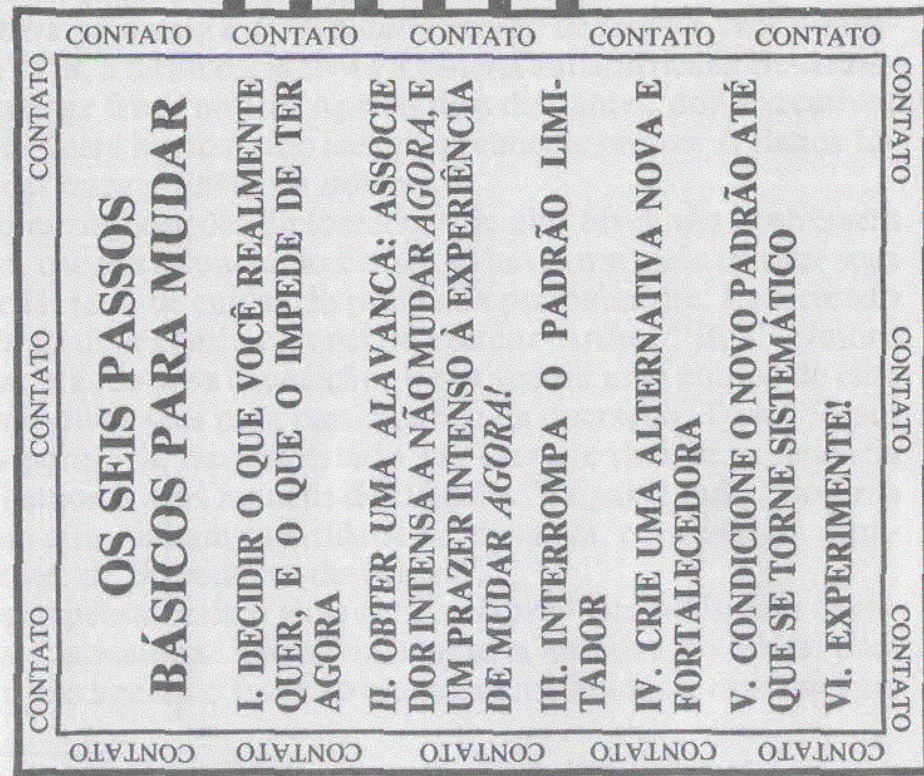 CONTATO CONTATO CONTATO CONTATO CONTATO
CONTATO CONTATO CONTATO
OS SEIS PASSOS
BÁSICOS PARA MUDAR
I. DECIDIR O QUE VOCÊ REALMENTE
QUER, E O QUE O IMPEDE DE TER
AGORA
II. OBTER UMA ALAVANCA: ASSOCIE
DOR INTENSA A NÃO MUDAR AGORA, E
UM PRAZER INTENSO À EXPERIÊNCIA
DE MUDAR AGORA!
III. INTERROMPA O PADRÃO LIMI-
TADOR
IV. CRIE UMA ALTERNATIVA NOVA E
FORTALECEDORA
V. CONDICIONE O NOVO PADRÃO ATÉ
QUE SE TORNE SISTEMÁTICO
VI. EXPERIMENTE!
CONTATO CONTATO CONTATO
CONTATO CONTATO CONTATO CONTATO CONTATO